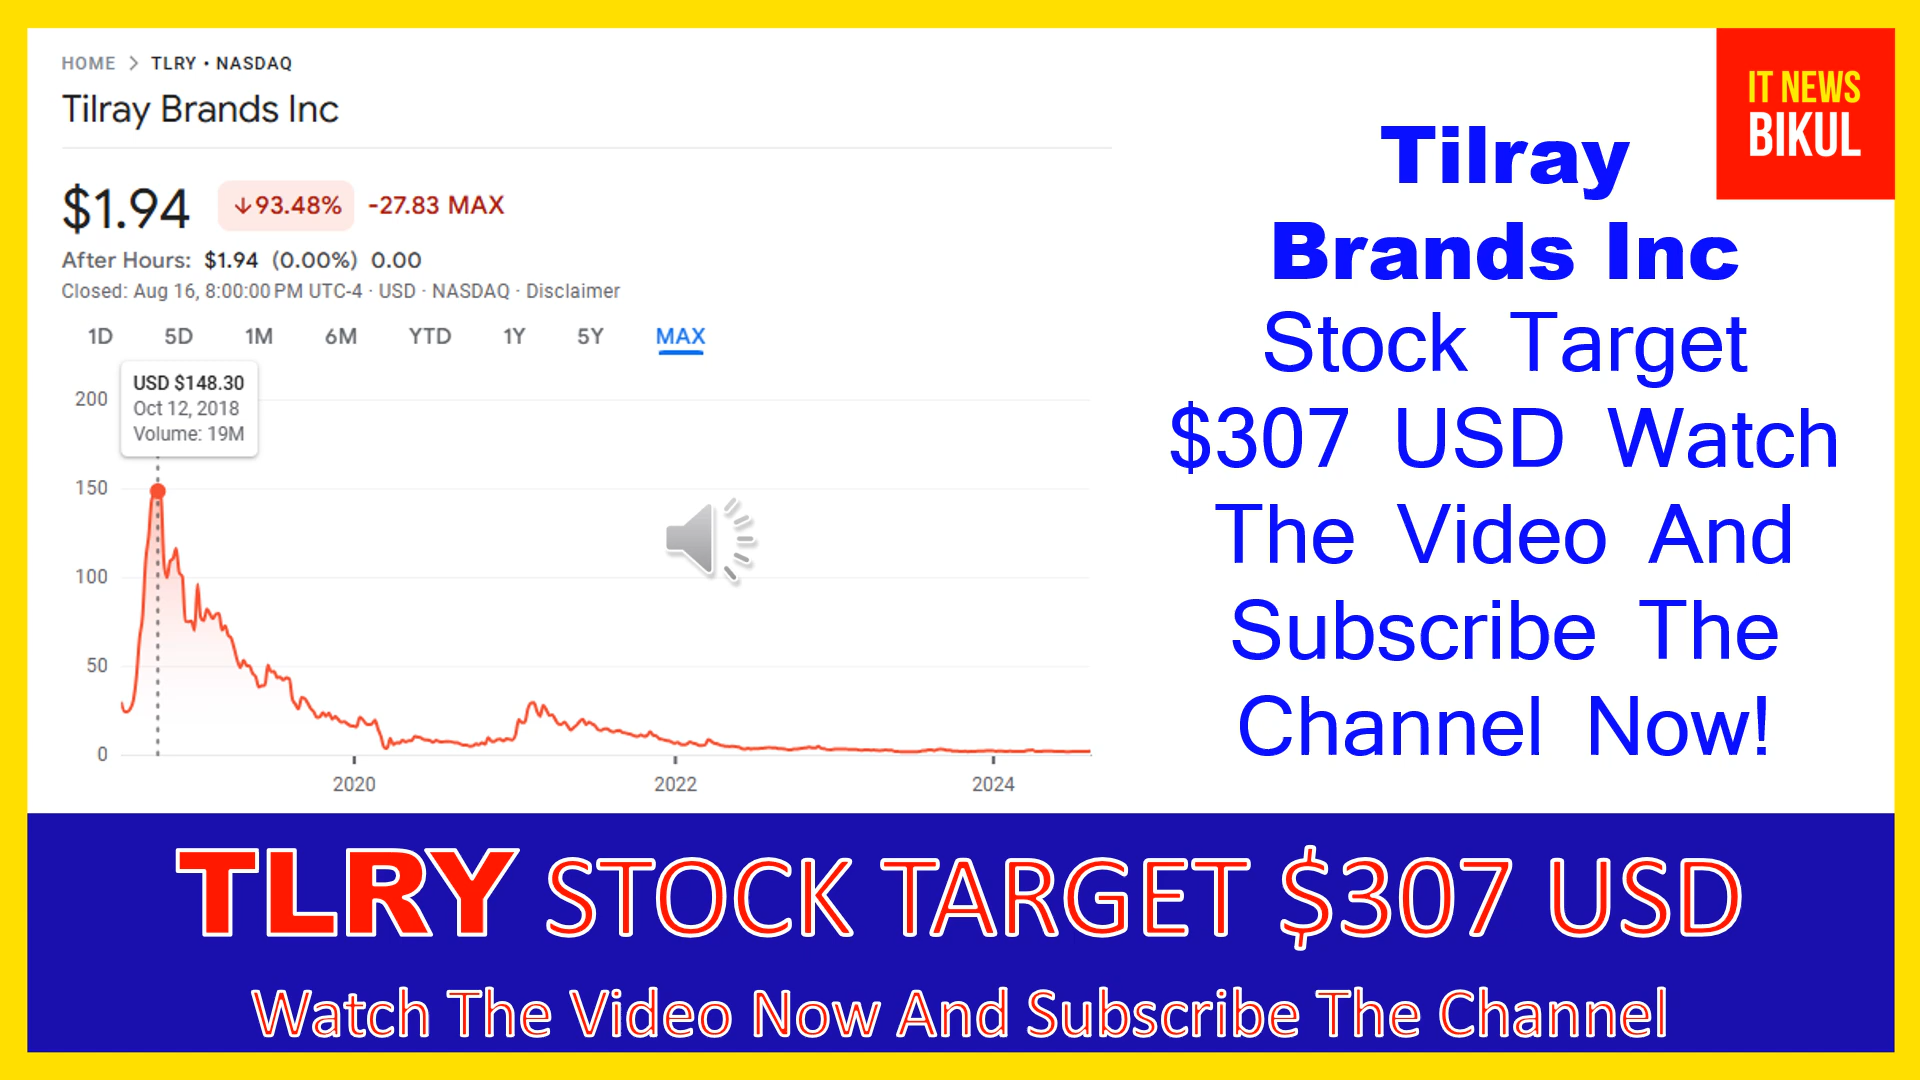 HOME > TLRY • NASDAQ
Tilray Brands Inc
$1.94 ↓93.48% -27.83 MAX
After Hours: $1.94 (0.00%) 0.00
Closed: Aug 16, 8:00:00 PM UTC-4 · USD · NASDAQ · Disclaimer
1D 5D 1M 6M YTD 1Y 5Y MAX
USD $148.30
Oct 12, 2018
Volume: 19M
200
150
100
50
0
2020 2022 2024
IT NEWS
BIKUL
Tilray
Brands Inc
Stock Target
$307 USD Watch
The Video And
Subscribe The
Channel Now!
TLRY STOCK TARGET $307 USD
Watch The Video Now And Subscribe The Channel